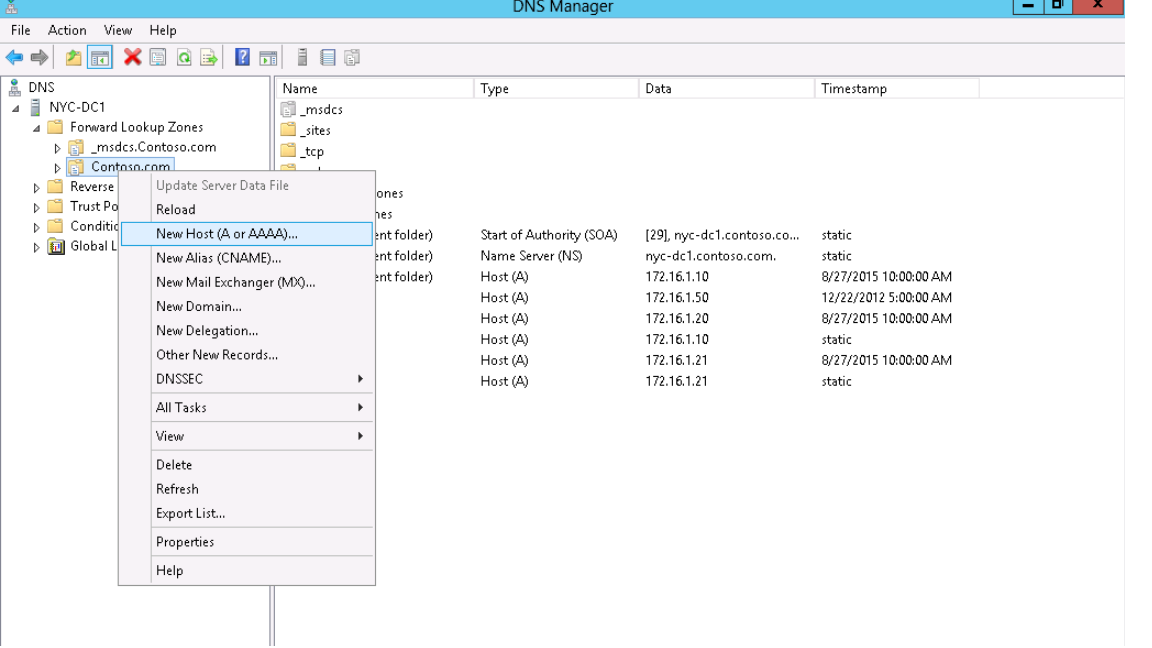 DNS Manager
File Action View Help
DNS
NYC-DC1
Forward Lookup Zones
_msdcs.Contoso.com
Contoso.com
Reverse
Trust Po
Conditic
Global L
Update Server Data File
Reload
New Host (A or AAAA)...
New Alias (CNAME)...
New Mail Exchanger (MX)...
New Domain...
New Delegation...
Other New Records...
DNSSEC
All Tasks
View
Delete
Refresh
Export List...
Properties
Help
Name Type Data Timestamp
_msdcs
_sites
_tcp
ones
nes
ent folder) Start of Authority (SOA) [29], nyc-dc1.contoso.co... static
ent folder) Name Server (NS) nyc-dc1.contoso.com. static
ent folder) Host (A) 172.16.1.10 8/27/2015 10:00:00 AM
Host (A) 172.16.1.50 12/22/2012 5:00:00 AM
Host (A) 172.16.1.20 8/27/2015 10:00:00 AM
Host (A) 172.16.1.10 static
Host (A) 172.16.1.21 8/27/2015 10:00:00 AM
Host (A) 172.16.1.21 static